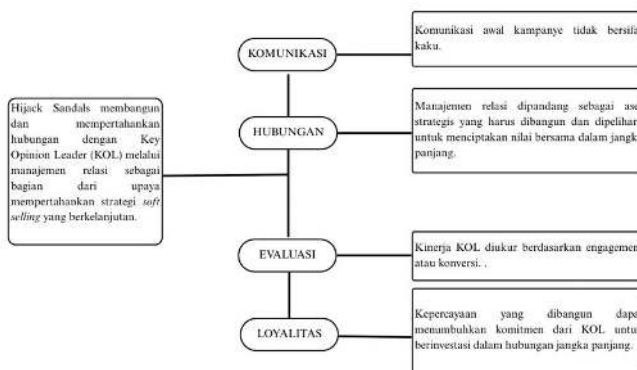 Hijack Sandals membangun
dan mempertahankan
hubungan dengan Key
Opinion Leader (KOL) melalui
manajemen relasi sebagai
bagian dari upaya
mempertahankan strategi soft
selling yang berkelanjutan.
KOMUNIKASI
Komunikasi awal kampanye tidak bersifa
kaku.
HUBUNGAN
Manajemen relasi dipandang sebagai ase
strategis yang harus dibangun dan dipelihar
untuk menciptakan nilai bersama dalam jangk
panjang.
EVALUASI
Kinerja KOL diukur berdasarkan engagemen
atau konversi. .
LOYALITAS
Kepercayaan yang dibangun dapa
menumbuhkan komitmen dari KOL untu
berinvestasi dalam hubungan jangka panjang.